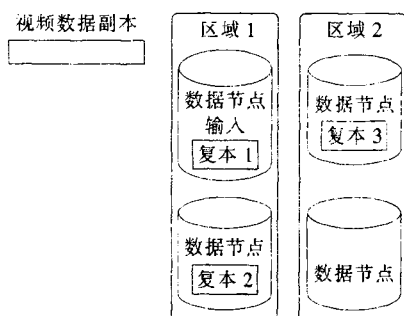 视频数据副本
区域 1
数据节点
输入
复本 1
数据节点
复本 2
区域 2
数据节点
复本 3
数据节点